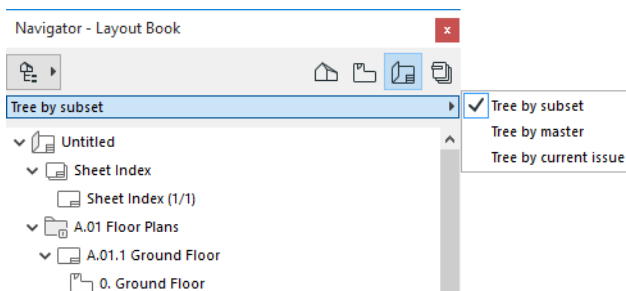 Navigator - Layout Book
x
Tree by subset
Tree by subset
Tree by master
Tree by current issue
Untitled
Sheet Index
Sheet Index (1/1)
A.01 Floor Plans
A.01.1 Ground Floor
0. Ground Floor